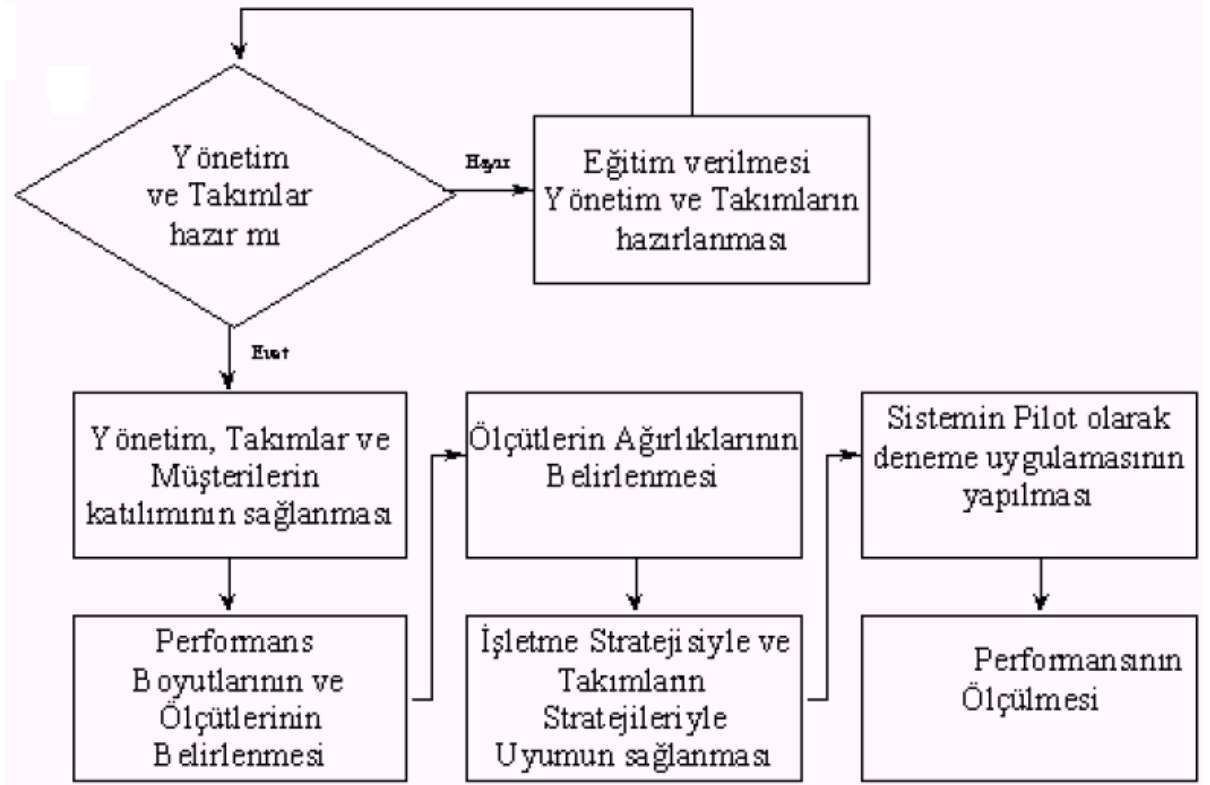 Yönetim
ve Takımlar
hazır mı
Hayır
Eğitim verilmesi
Yönetim ve Takımların
hazırlanması
Evet
Yönetim, Takımlar ve
Müşterilerin
katılımının sağlanması
Performans
Boyutlarının ve
Ölçütlerinin
Belirlenmesi
Ölçütlerin Ağırlıklarının
Belirlenmesi
İşletme Stratejisiyle ve
Takımların
Stratejileriyle
Uyumun sağlanması
Sistemin Pilot olarak
deneme uygulamasının
yapılması
Performansının
Ölçülmesi